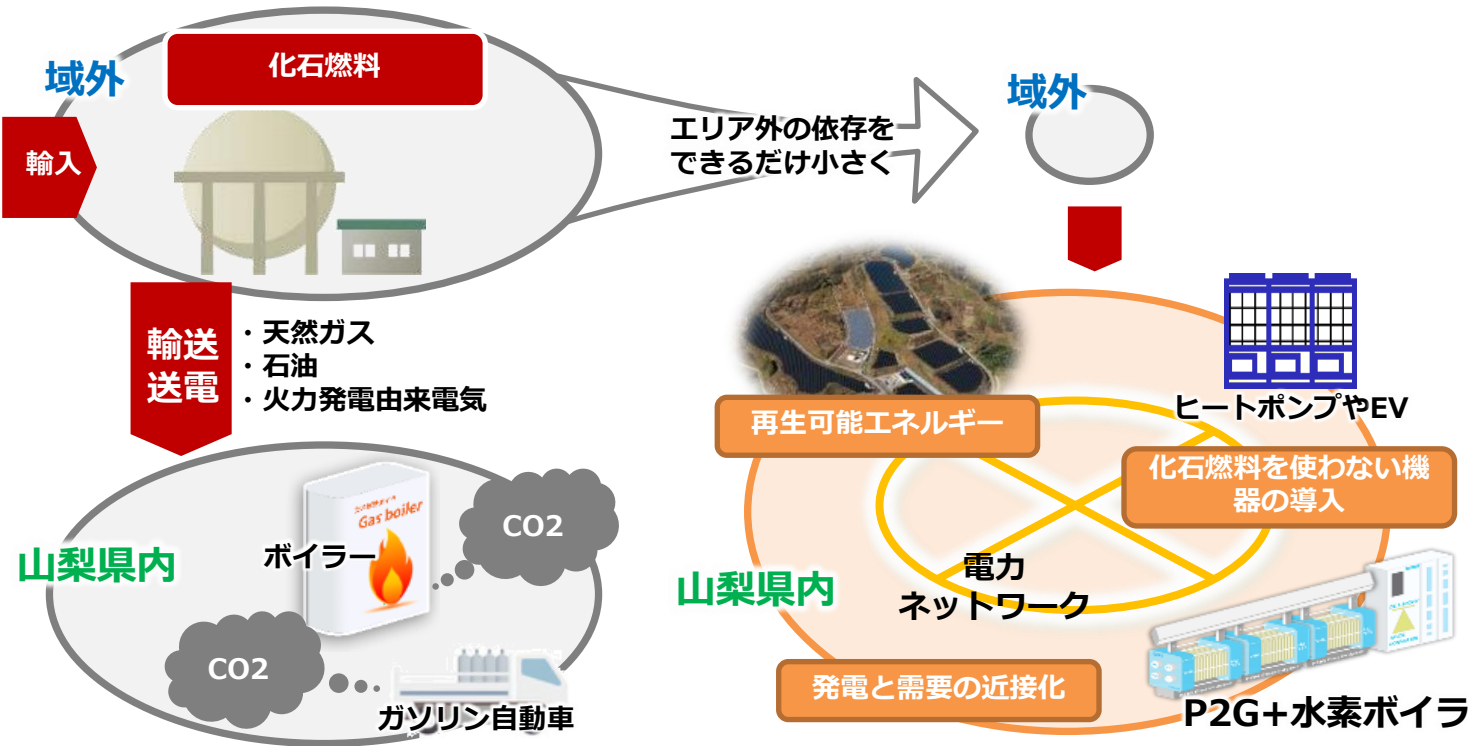 域外
化石燃料
輸入
輸送
送電
・天然ガス
・石油
・火力発電由来電気
山梨県内
Gas boiler
ボイラー
CO2
CO2
ガソリン自動車
エリア外の依存を
できるだけ小さく
域外
再生可能エネルギー
ヒートポンプやEV
化石燃料を使わない機
器の導入
電力
ネットワーク
山梨県内
発電と需要の近接化
P2G+水素ボイラ